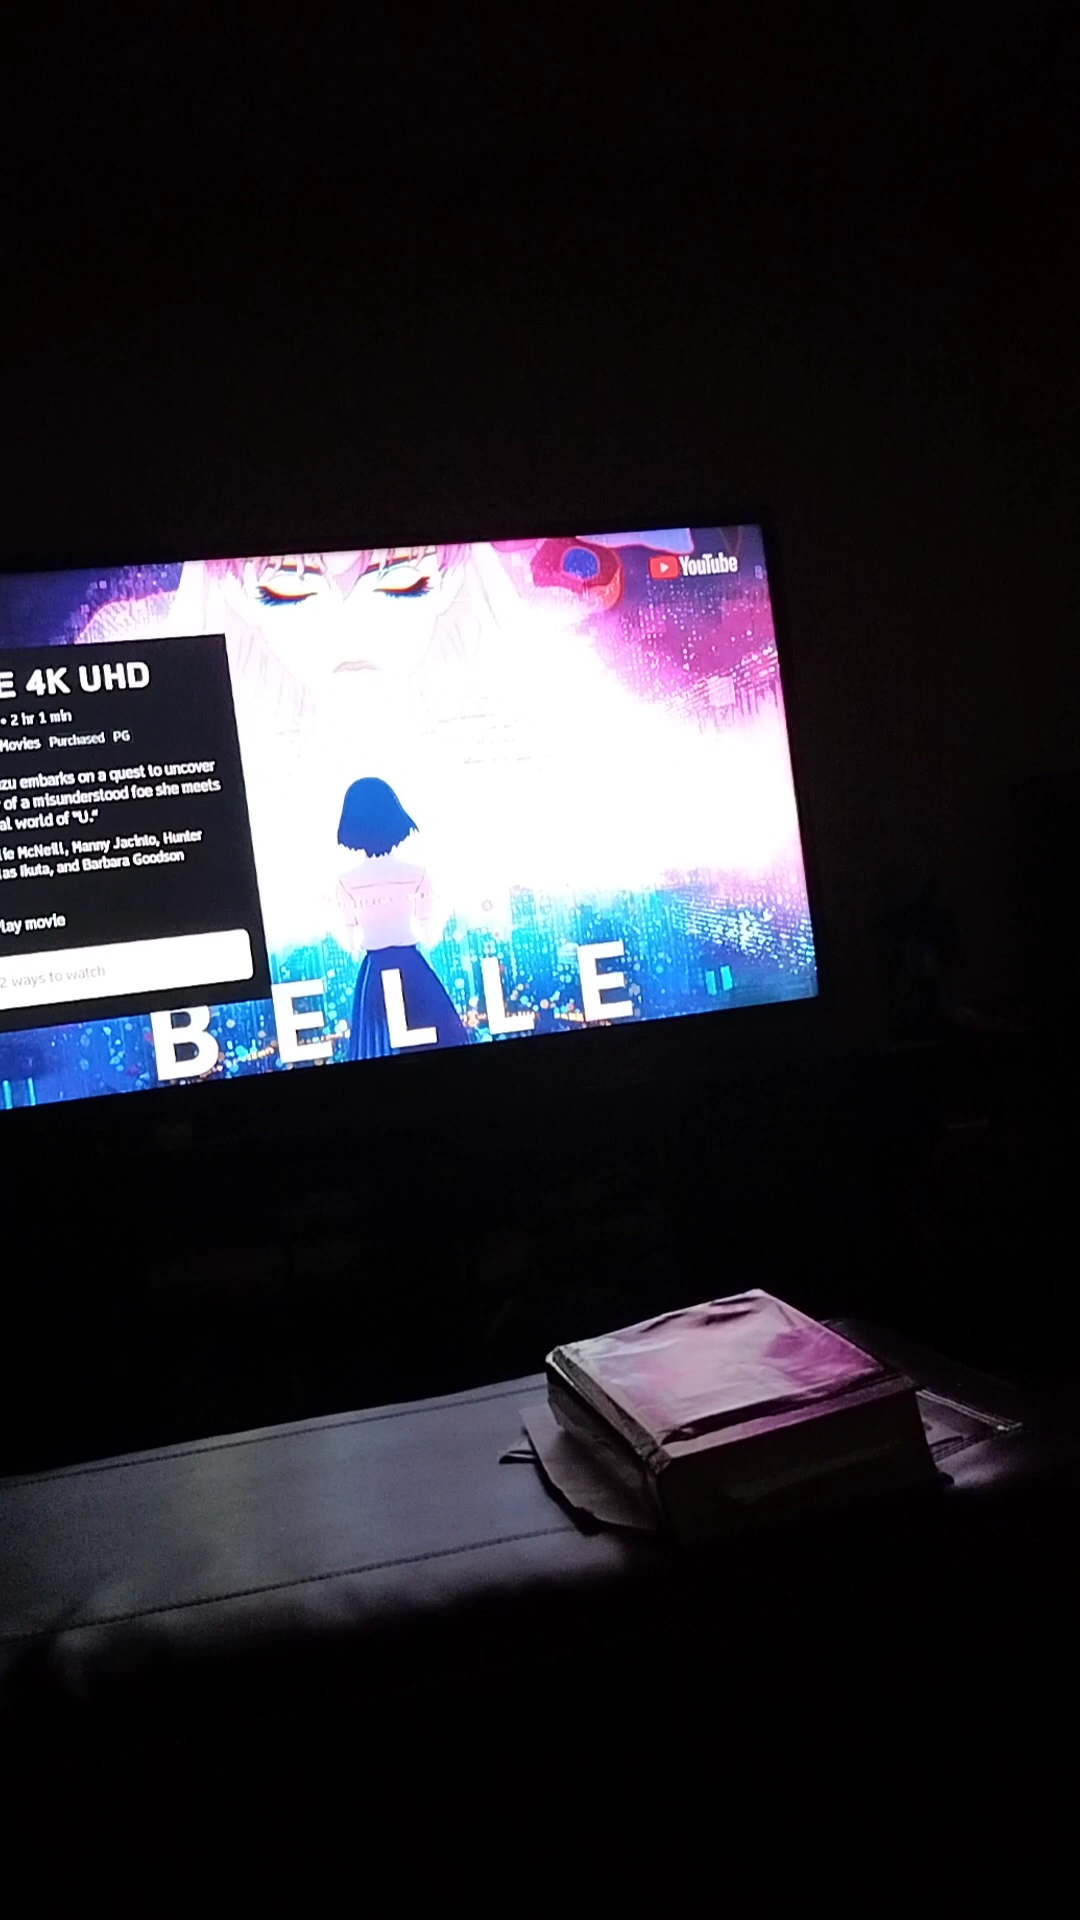 YouTube
E 4K UHD
• 2 hr 1 min
Movies Purchased PG
zu embarks on a quest to uncover
of a misunderstood foe she meets
al world of "U."
ie McNeill, Manny Jacinto, Hunter
as Ikuta, and Barbara Goodson
lay movie
2 ways to watch
BELLE